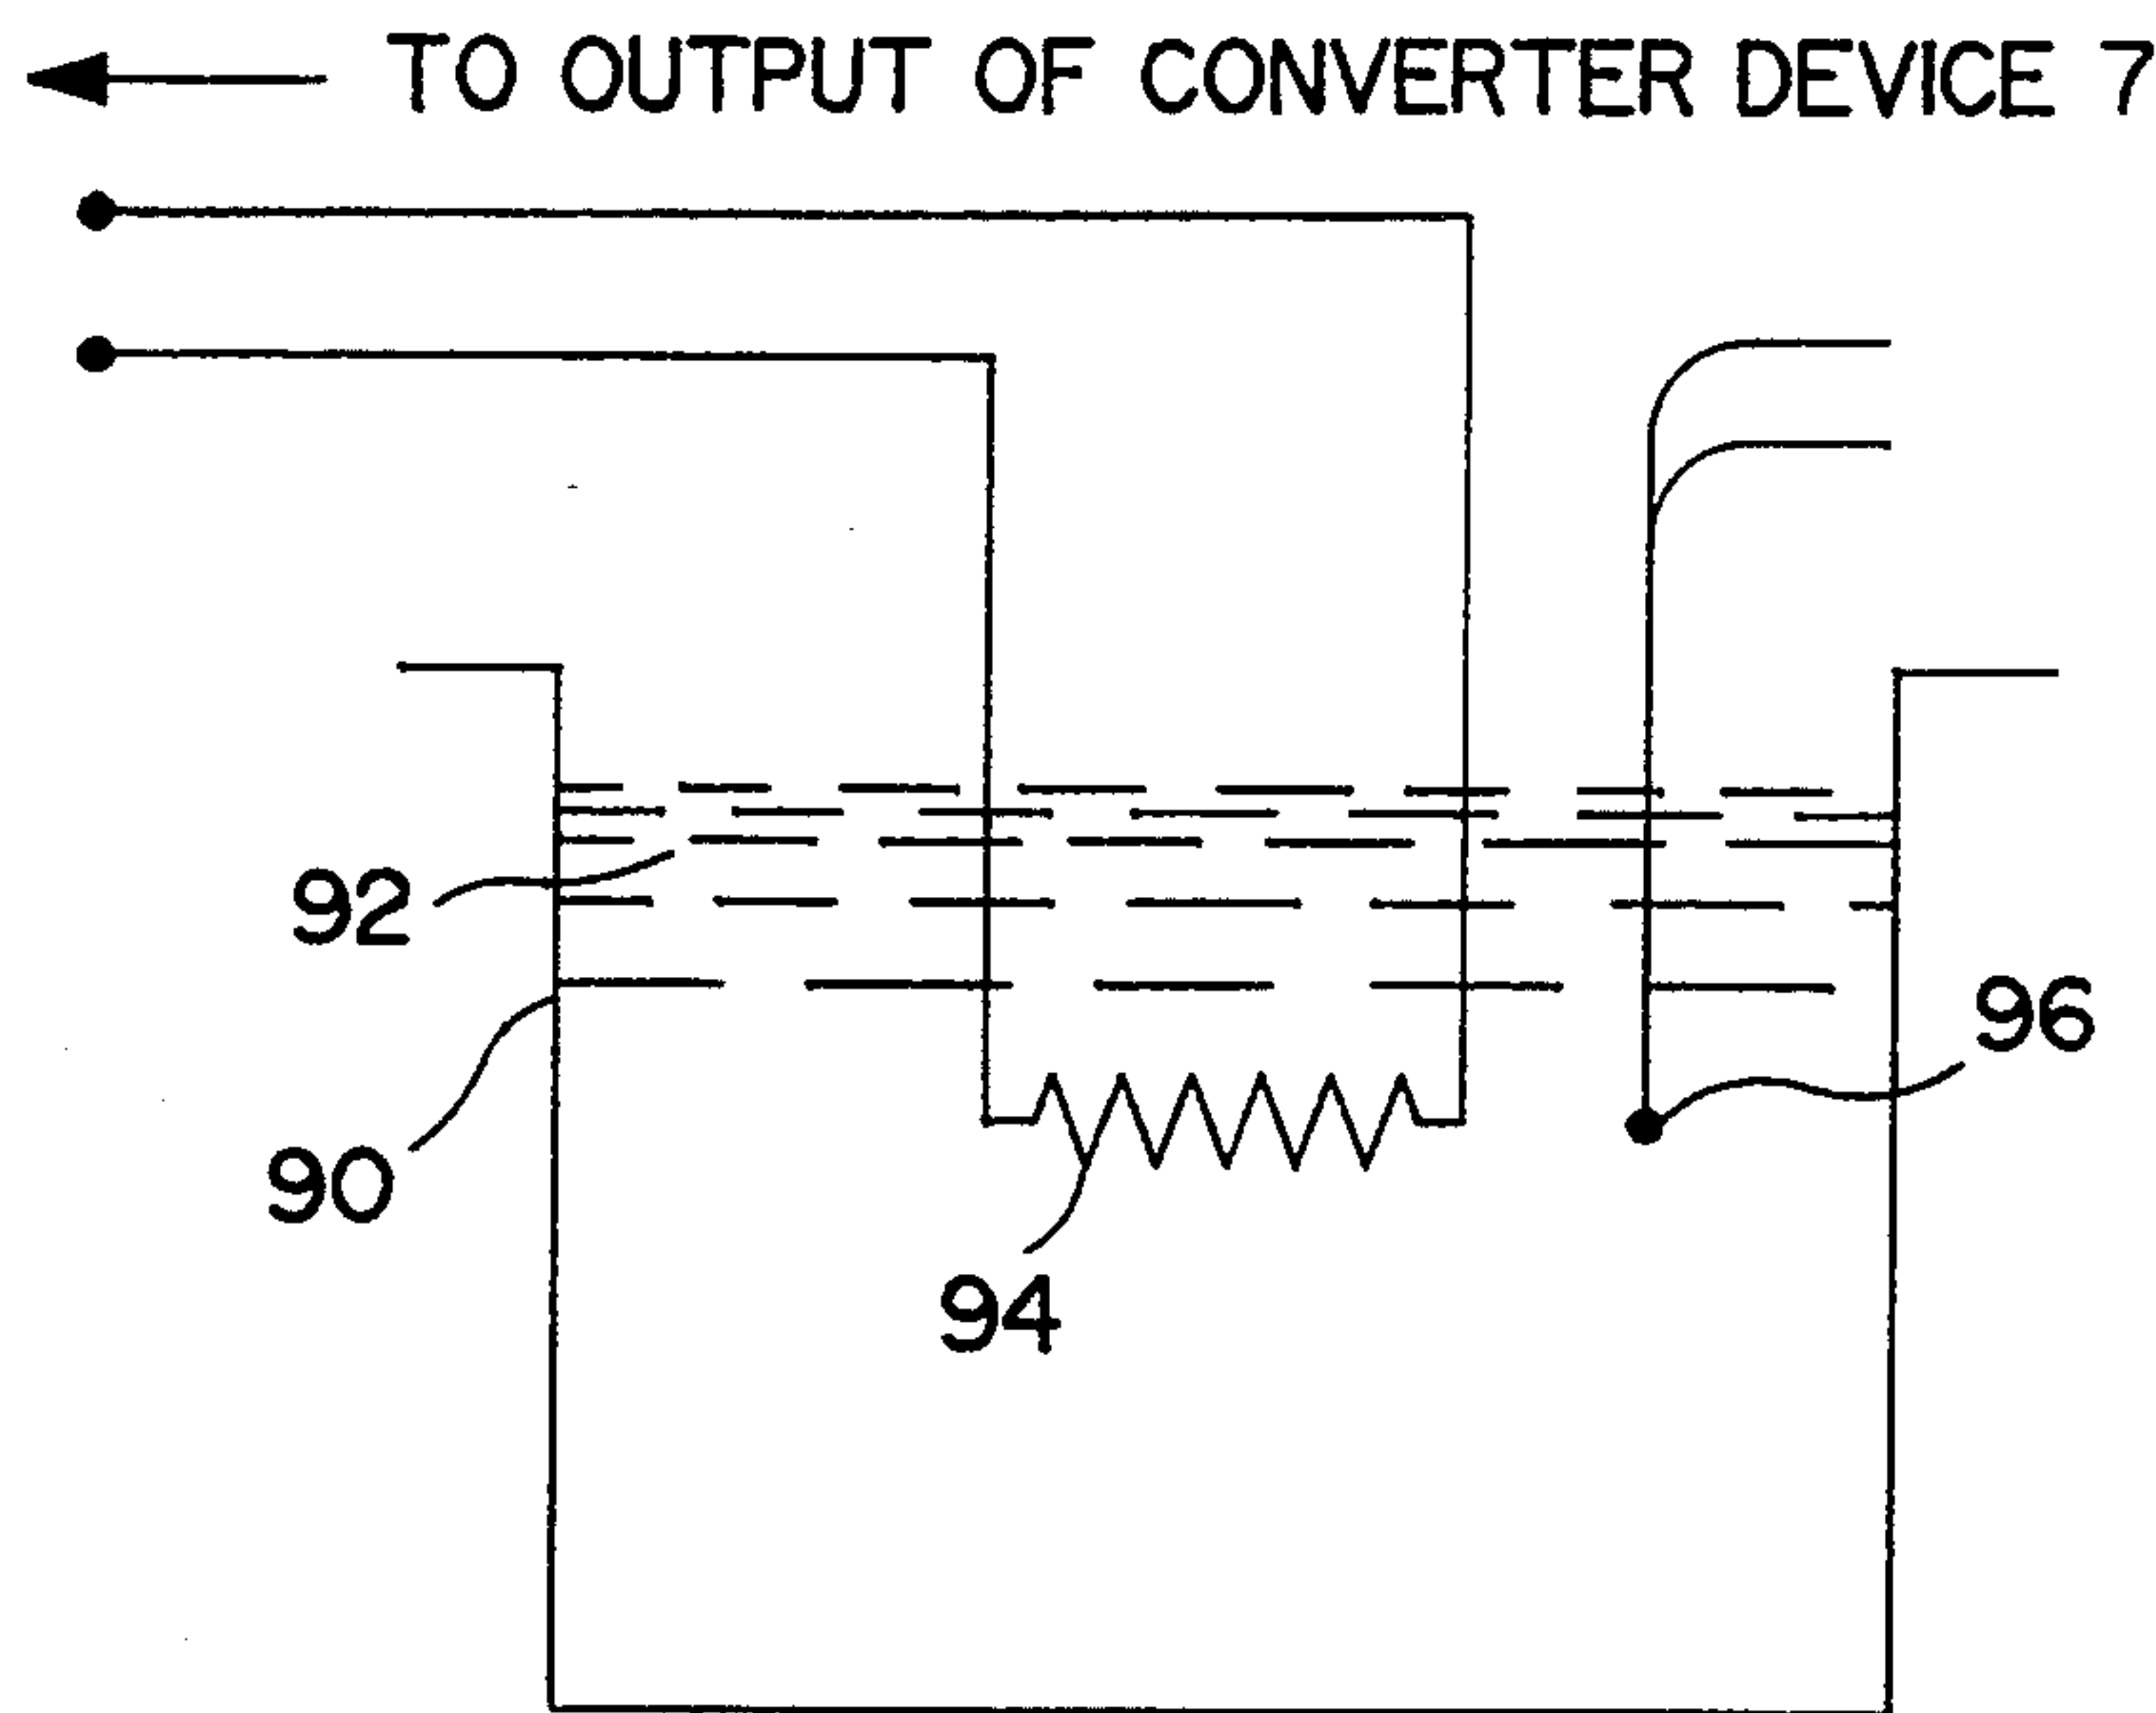 TO OUTPUT OF CONVERTER DEVICE 7
92
96
90
94